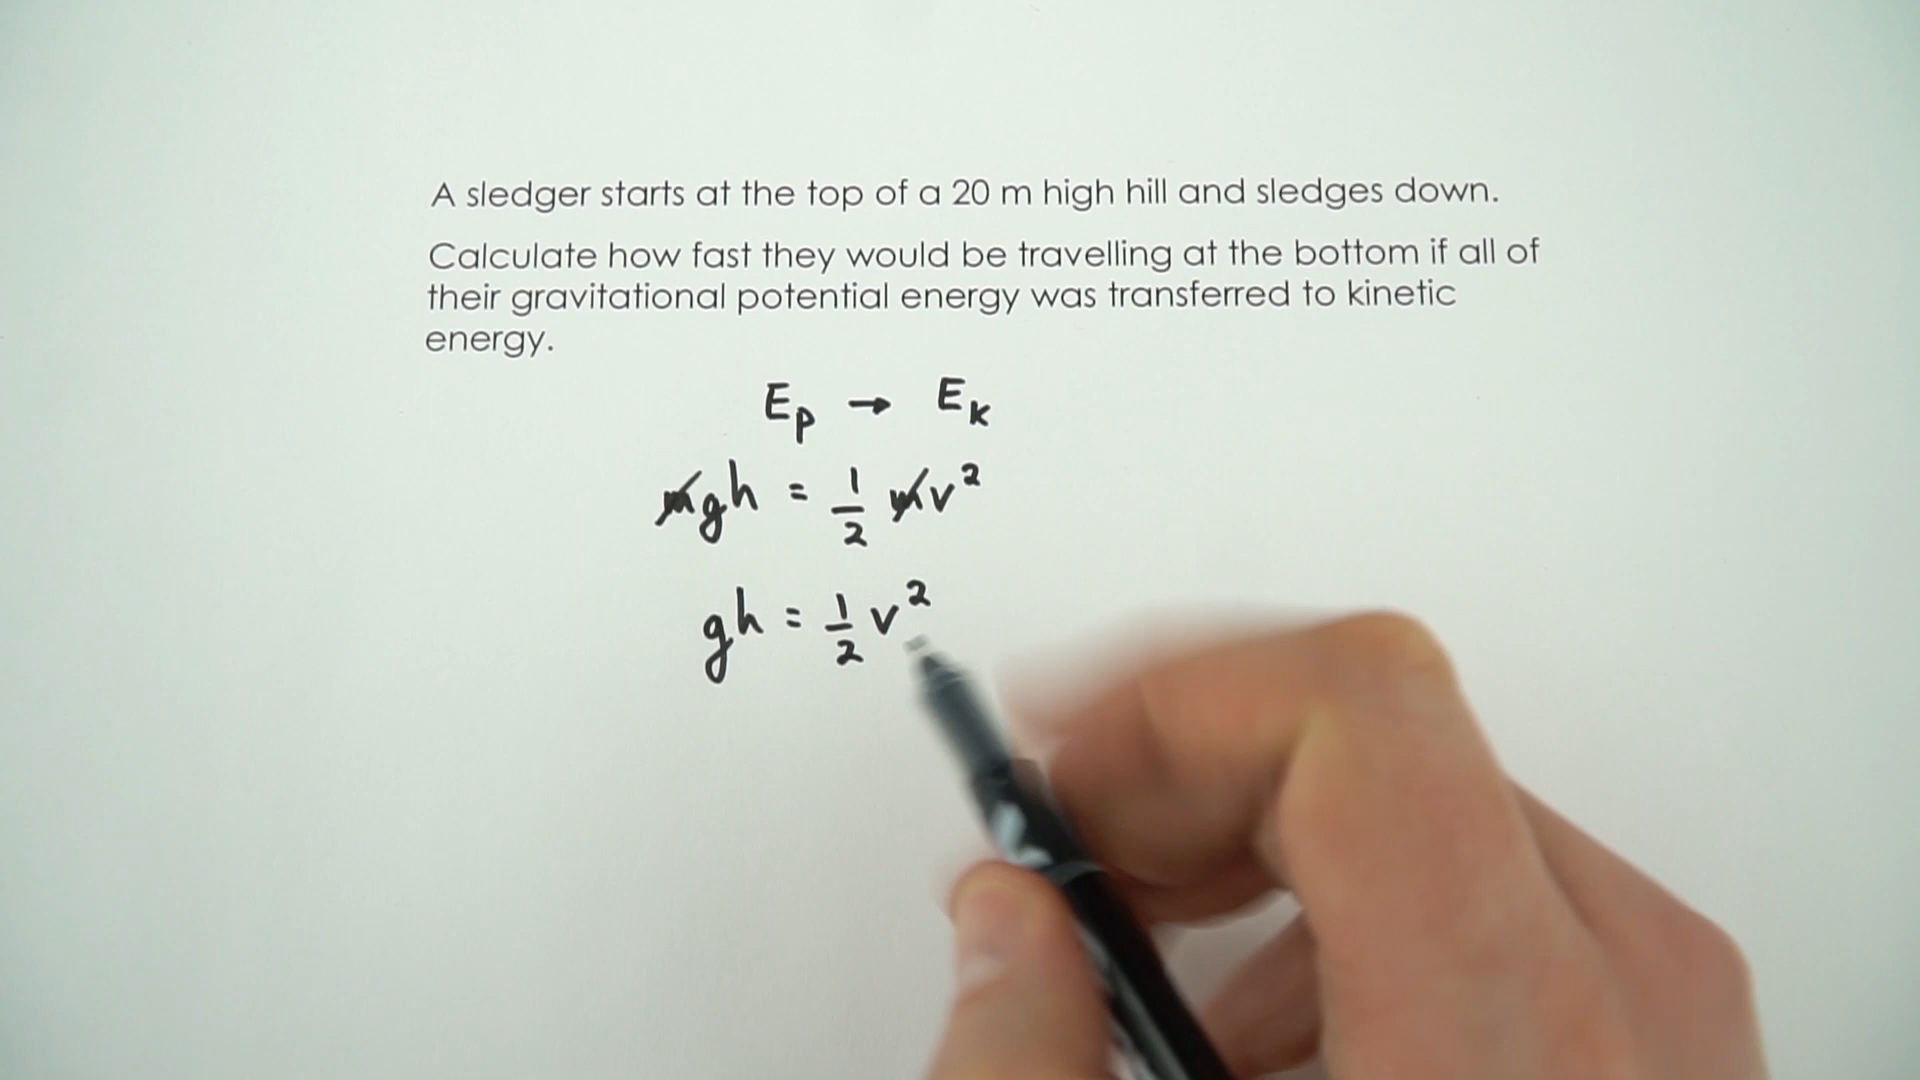 A sledger starts at the top of a 20 m high hill and sledges down.
Calculate how fast they would be travelling at the bottom if all of
their gravitational potential energy was transferred to kinetic
energy.
Eₚ → Eₖ
mgh = 1/2 mv²
gh = 1/2 v²